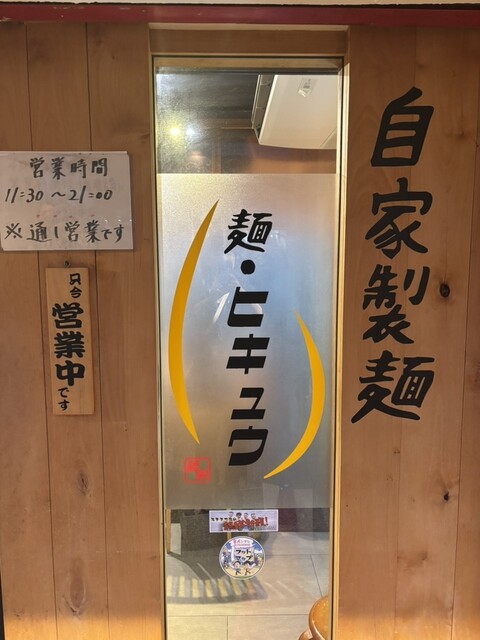 営業時間
11:30～21:00
※通し営業です
只今
営業中
です
麺・ヒキュウ
自家製麺